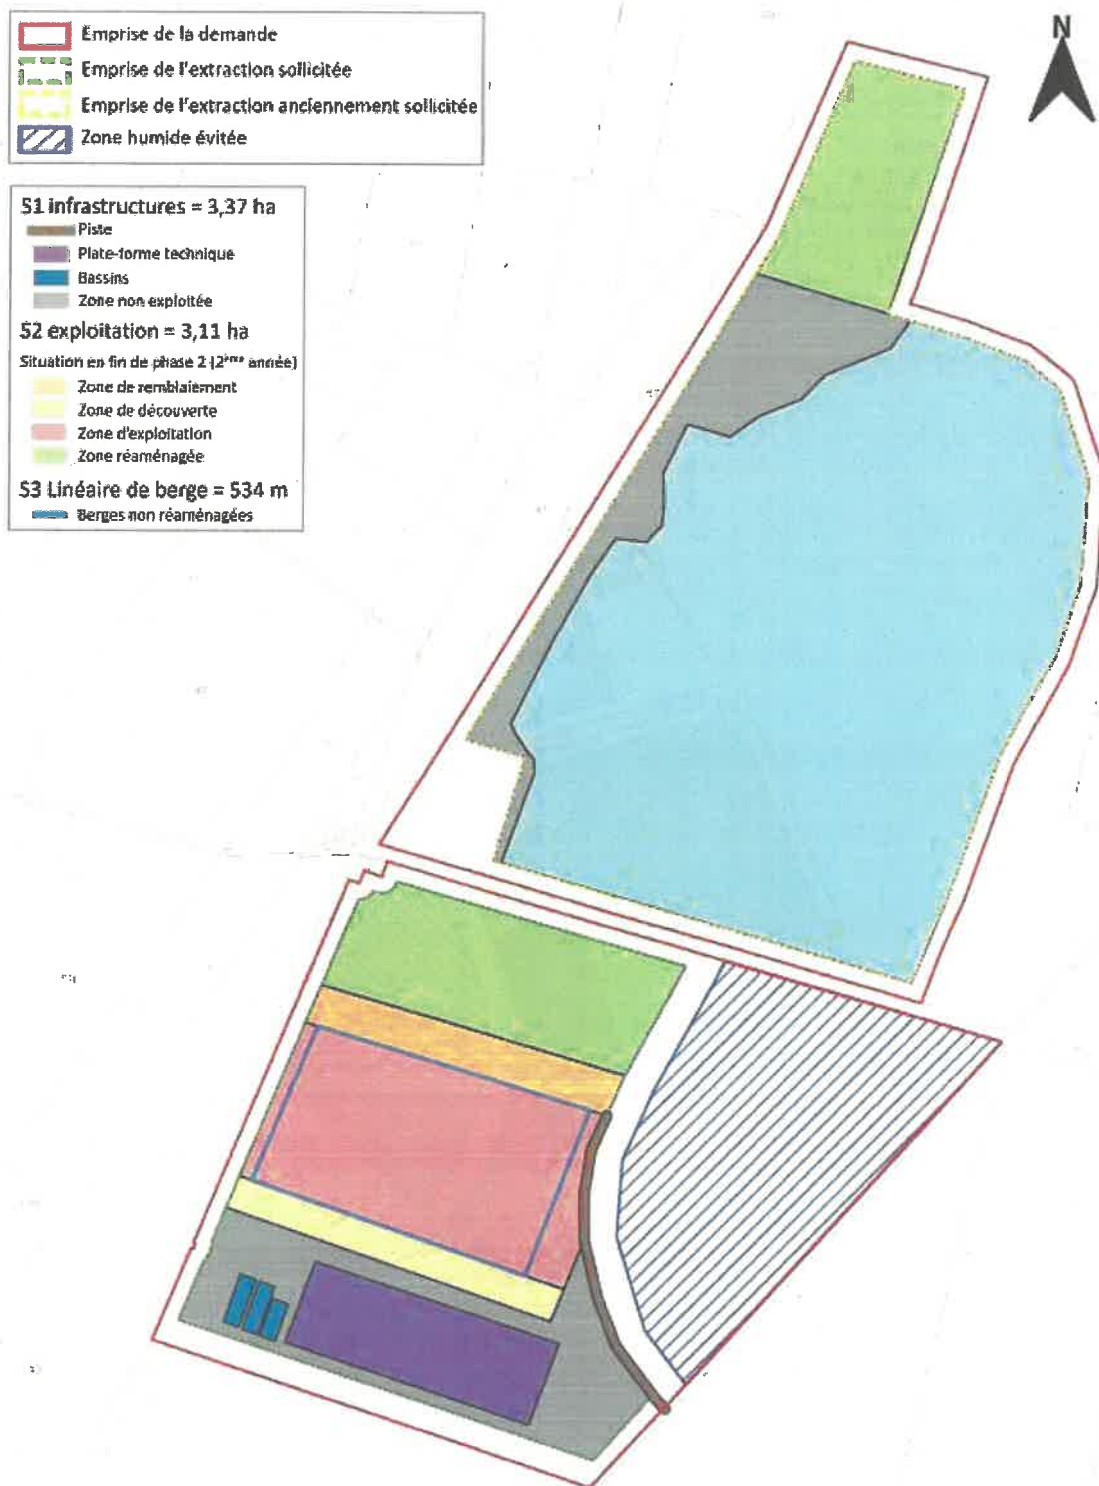 Emprise de la demande
Emprise de l'extraction sollicitée
Emprise de l'extraction anciennement sollicitée
Zone humide évitée
N
S1 infrastructures = 3,37 ha
Piste
Plate-forme technique
Bassins
Zone non exploitée
S2 exploitation = 3,11 ha
Situation en fin de phase 2 (2ème année)
Zone de remblaiement
Zone de découverte
Zone d'exploitation
Zone réaménagée
S3 Linéaire de berge = 534 m
Berges non réaménagées